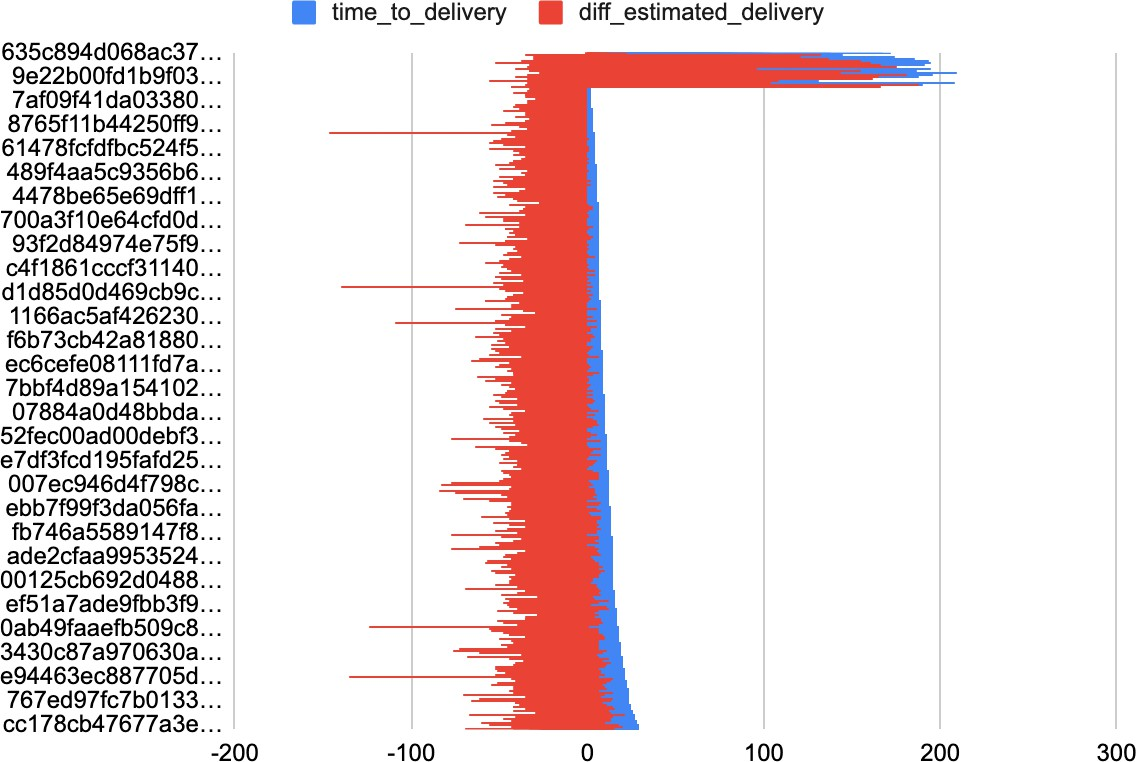 time_to_delivery diff_estimated_delivery
635c894d068ac37...
9e22b00fd1b9f03...
7af09f41da03380...
8765f11b44250ff9...
61478fcfdfbc524f5...
489f4aa5c9356b6...
4478be65e69dff1...
700a3f10e64cfd0d...
93f2d84974e75f9...
c4f1861cccf31140...
d1d85d0d469cb9c...
1166ac5af426230...
f6b73cb42a81880...
ec6cefe08111fd7a...
7bbf4d89a154102...
07884a0d48bbda...
52fec00ad00debf3...
e7df3fcd195fafd25...
007ec946d4f798c...
ebb7f99f3da056fa...
fb746a5589147f8...
ade2cfaa9953524...
00125cb692d0488...
ef51a7ade9fbb3f9...
0ab49faaefb509c8...
3430c87a970630a...
e94463ec887705d...
767ed97fc7b0133...
cc178cb47677a3e...
-200 -100 0 100 200 300